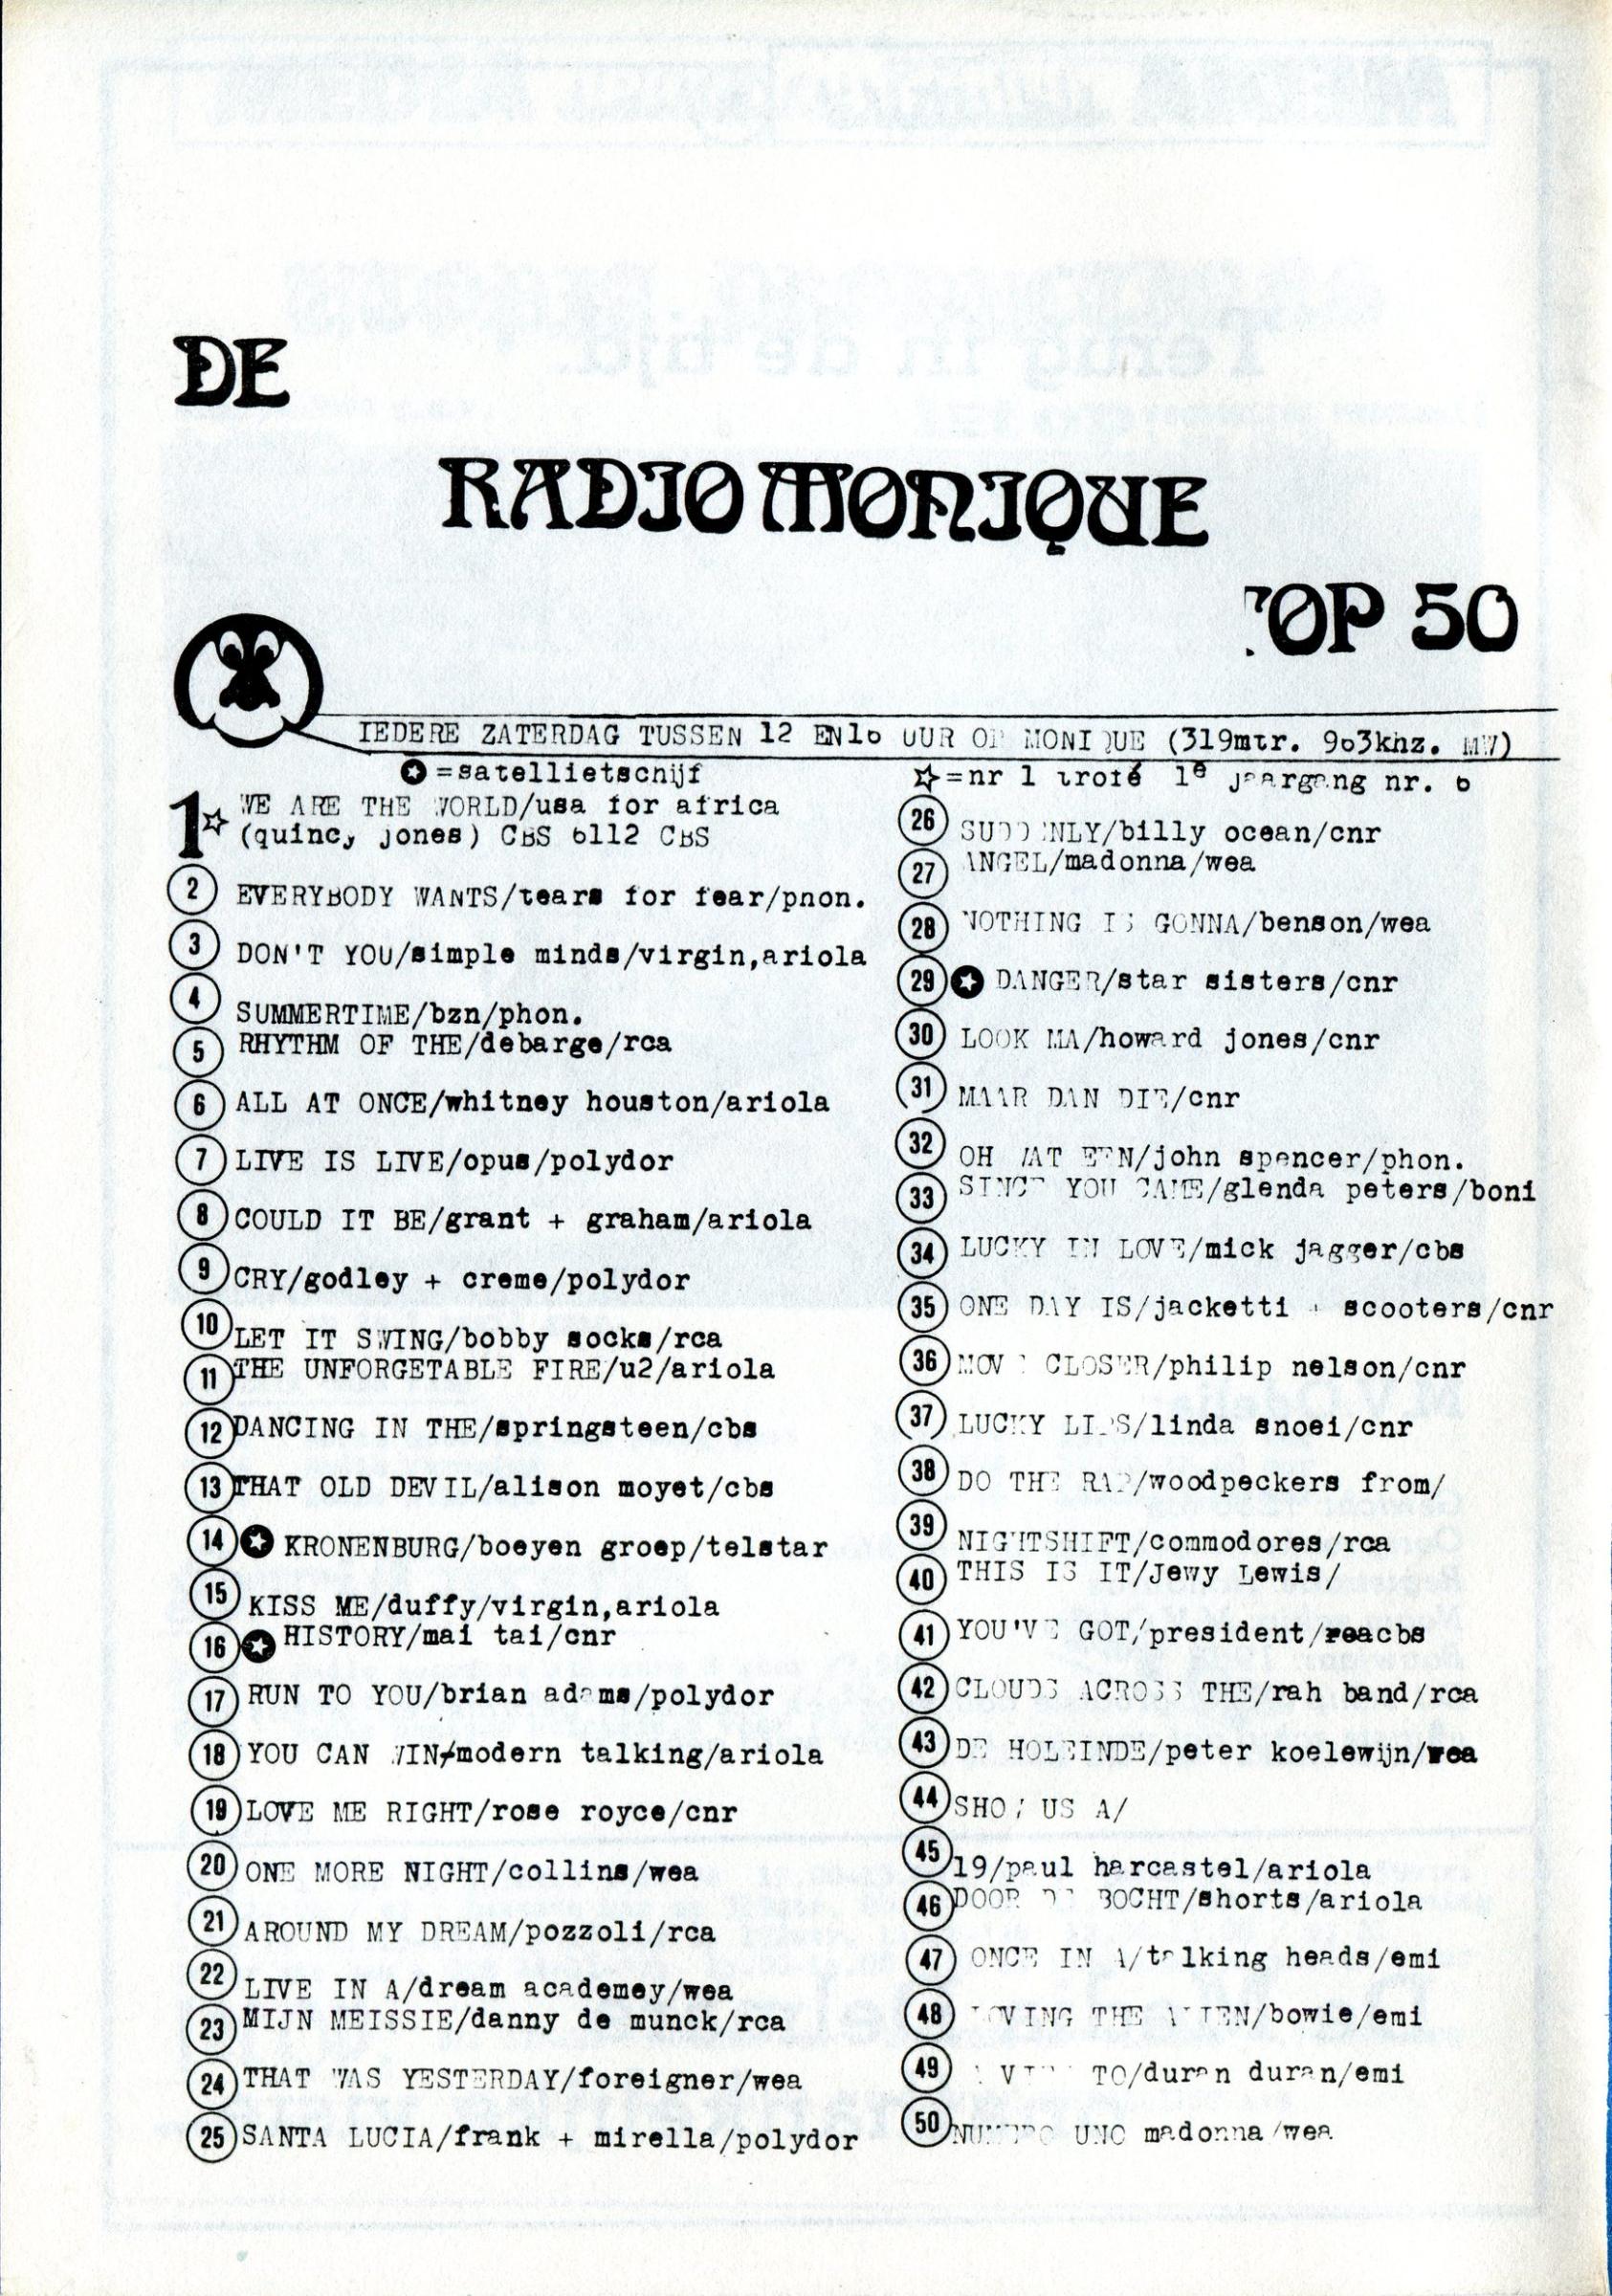 DE
RADIO MONIQUE
TOP 50
IEDERE ZATERDAG TUSSEN 12 EN16 UUR OP MONIQUE (319mtr. 963khz. MW)
✪=satellietschijf
☆=nr 1 trofé 1e jaargang nr. 6
1☆ WE ARE THE WORLD/usa for africa
(quincy jones) CBS 6112 CBS
2 EVERYBODY WANTS/tears for fear/phon.
3 DON'T YOU/simple minds/virgin,ariola
4 SUMMERTIME/bzn/phon.
5 RHYTHM OF THE/debarge/rca
6 ALL AT ONCE/whitney houston/ariola
7 LIVE IS LIVE/opus/polydor
8 COULD IT BE/grant + graham/ariola
9 CRY/godley + creme/polydor
10 LET IT SWING/bobby socks/rca
11 THE UNFORGETABLE FIRE/u2/ariola
12 DANCING IN THE/springsteen/cbs
13 THAT OLD DEVIL/alison moyet/cbs
14 ✪ KRONENBURG/boeyen groep/telstar
15 KISS ME/duffy/virgin,ariola
16 ✪ HISTORY/mai tai/cnr
17 RUN TO YOU/brian adams/polydor
18 YOU CAN WIN/modern talking/ariola
19 LOVE ME RIGHT/rose royce/cnr
20 ONE MORE NIGHT/collins/wea
21 AROUND MY DREAM/pozzoli/rca
22 LIVE IN A/dream academey/wea
23 MIJN MEISSIE/danny de munck/rca
24 THAT WAS YESTERDAY/foreigner/wea
25 SANTA LUCIA/frank + mirella/polydor
26 SUDDENLY/billy ocean/cnr
27 ANGEL/madonna/wea
28 NOTHING IS GONNA/benson/wea
29 ✪ DANGER/star sisters/cnr
30 LOOK MA/howard jones/cnr
31 MAAR DAN DIE/cnr
32 OH WAT EEN/john spencer/phon.
33 SINCE YOU CAME/glenda peters/boni
34 LUCKY IN LOVE/mick jagger/cbs
35 ONE DAY IS/jacketti + scooters/cnr
36 MOVE CLOSER/philip nelson/cnr
37 LUCKY LIPS/linda snoei/cnr
38 DO THE RAP/woodpeckers from/
39 NIGHTSHIFT/commodores/rca
40 THIS IS IT/Jewy Lewis/
41 YOU'VE GOT/president/cbs
42 CLOUDS ACROSS THE/rah band/rca
43 DE HOLEINDE/peter koelewijn/wea
44 SHOW US A/
45 19/paul harcastel/ariola
46 DOOR DE BOCHT/shorts/ariola
47 ONCE IN A/talking heads/emi
48 LOVING THE ALIEN/bowie/emi
49 A VIEW TO/duran duran/emi
50 NUMERO UNO madonna/wea